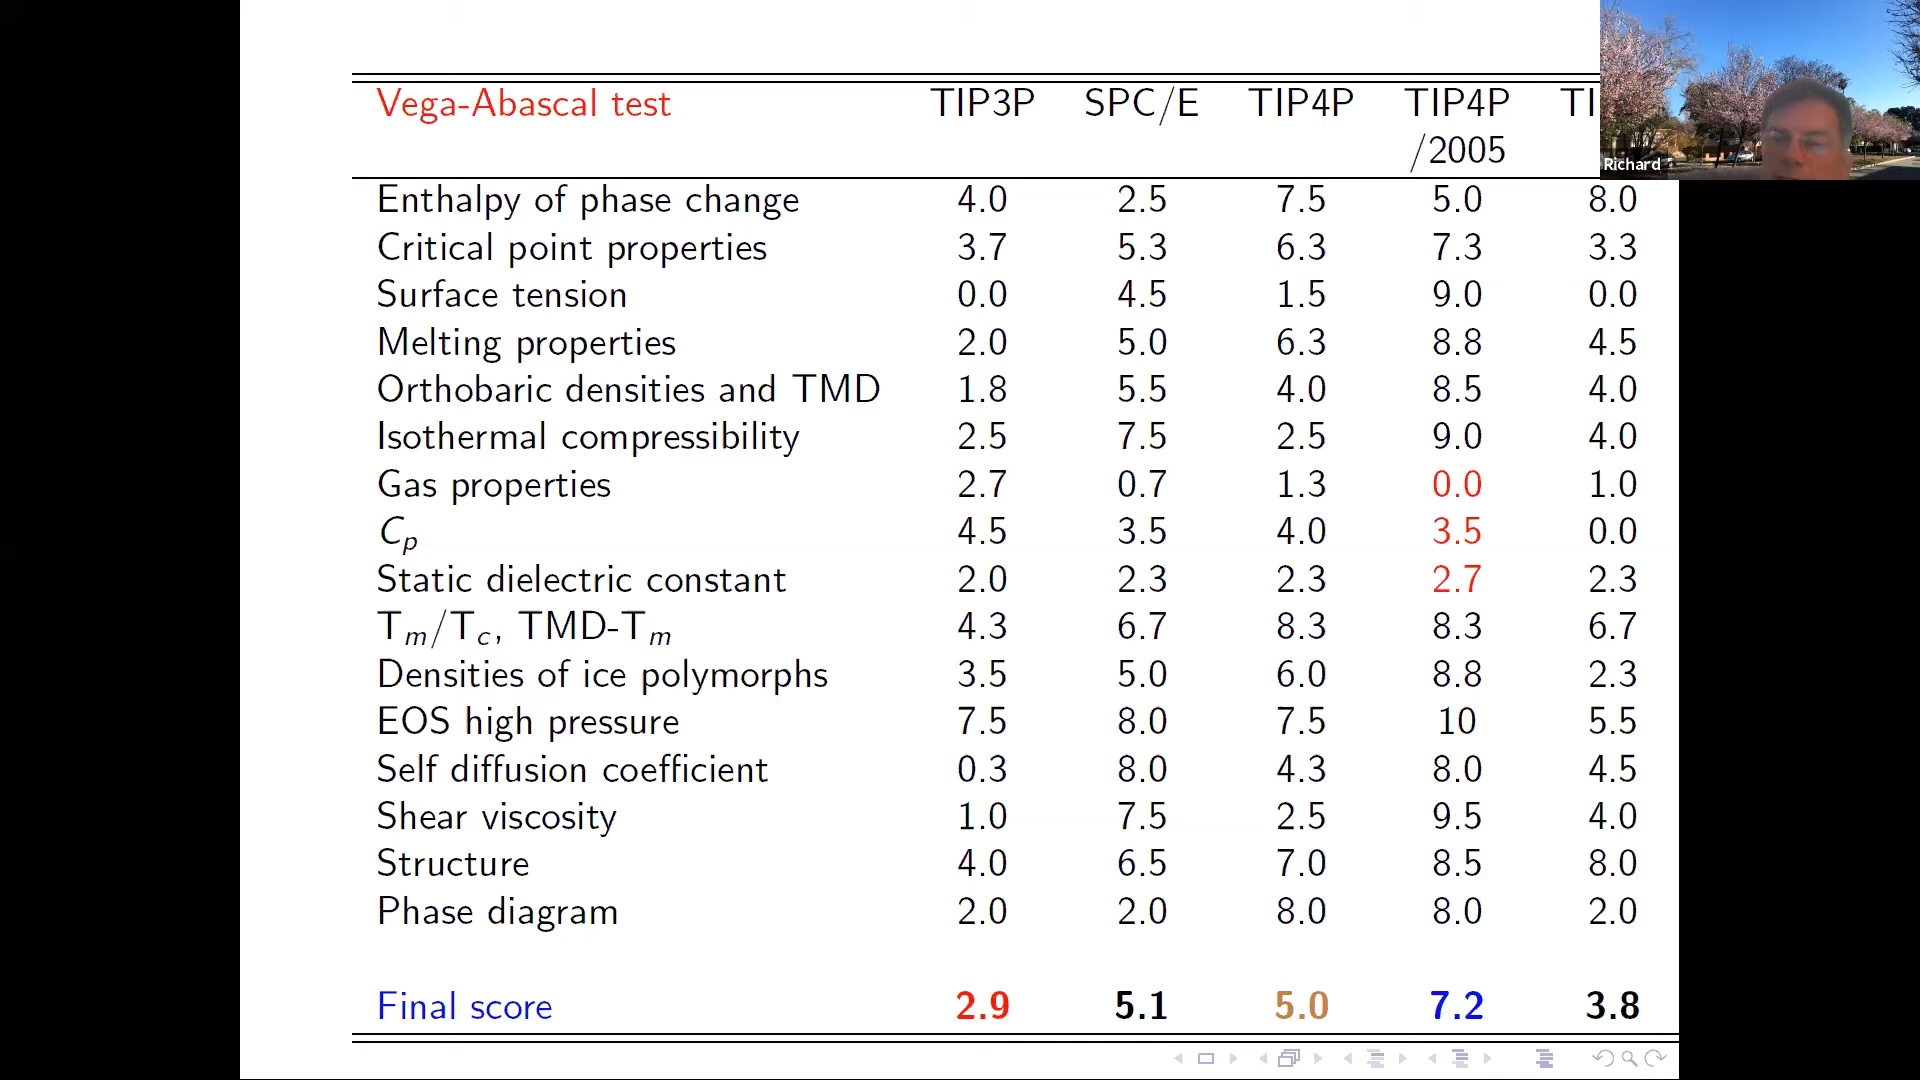 Vega-Abascal test TIP3P SPC/E TIP4P TIP4P TI
/2005
Richard
Enthalpy of phase change 4.0 2.5 7.5 5.0 8.0
Critical point properties 3.7 5.3 6.3 7.3 3.3
Surface tension 0.0 4.5 1.5 9.0 0.0
Melting properties 2.0 5.0 6.3 8.8 4.5
Orthobaric densities and TMD 1.8 5.5 4.0 8.5 4.0
Isothermal compressibility 2.5 7.5 2.5 9.0 4.0
Gas properties 2.7 0.7 1.3 0.0 1.0
Cp 4.5 3.5 4.0 3.5 0.0
Static dielectric constant 2.0 2.3 2.3 2.7 2.3
Tm/Tc, TMD-Tm 4.3 6.7 8.3 8.3 6.7
Densities of ice polymorphs 3.5 5.0 6.0 8.8 2.3
EOS high pressure 7.5 8.0 7.5 10 5.5
Self diffusion coefficient 0.3 8.0 4.3 8.0 4.5
Shear viscosity 1.0 7.5 2.5 9.5 4.0
Structure 4.0 6.5 7.0 8.5 8.0
Phase diagram 2.0 2.0 8.0 8.0 2.0
Final score 2.9 5.1 5.0 7.2 3.8